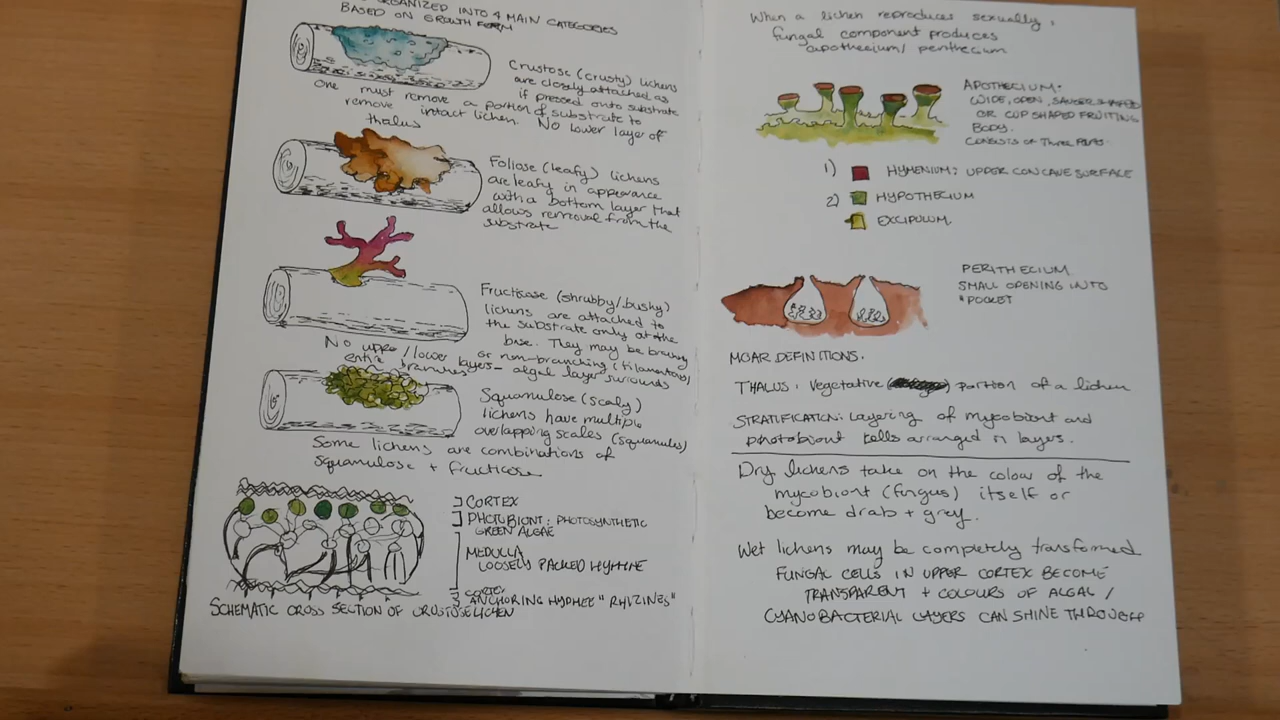 ORGANIZED INTO 4 MAIN CATEGORIES
BASED ON GROWTH FORM
Crustose (crusty) lichens
are closely attached as
if pressed onto substrate
one must remove a portion of substrate to
remove intact lichen. No lower layer of
thallus
Foliose (leafy) lichens
are leafy in appearance
with a bottom layer that
allows removal from the
substrate
Fructicose (shrubby/bushy)
lichens are attached to
the substrate only at the
base. They may be branching
or non-branching (filamentous)
No uppe/lower layers - algal layer surounds
entire branches
Squamulose (scaly)
lichens have multiple
overlapping scales (squamules)
Some lichens are combinations of
squamulose + fructicose
CORTEX
PHOTOBIONT: PHOTOSYNTHETIC
GREEN ALGAE
MEDULLA
LOOSELY PACKED HYPHAE
CORTEX
ANCHORING HYPHEE "RHIZINES"
SCHEMATIC CROSS SECTION OF CRUSTOSE LICHEN
When a lichen reproduces sexually,
fungal component produces
apothecium/perithecium
APOTHECIUM:
WIDE, OPEN, SAUCER SHAPED
OR CUP SHAPED FRUITING
BODY.
CONSISTS OF THREE PARTS.
1) HYMENIUM: UPPER CONCAVE SURFACE
2) HYPOTHECIUM
EXCIPULUM
PERITHECIUM
SMALL OPENING INTO
"POCKET
MOAR DEFINITIONS.
THALUS: Vegetative portion of a lichen
STRATIFICATION: Layering of mycobiont and
photobiont cells arranged in layers.
Dry lichens take on the colour of the
mycobiont (fungus) itself or
become drab + grey.
Wet lichens may be completely transformed
FUNGAL CELLS IN UPPER CORTEX BECOME
TRANSPARENT + COLOURS OF ALGAL /
CYANOBACTERIAL LAYERS CAN SHINE THROUGH